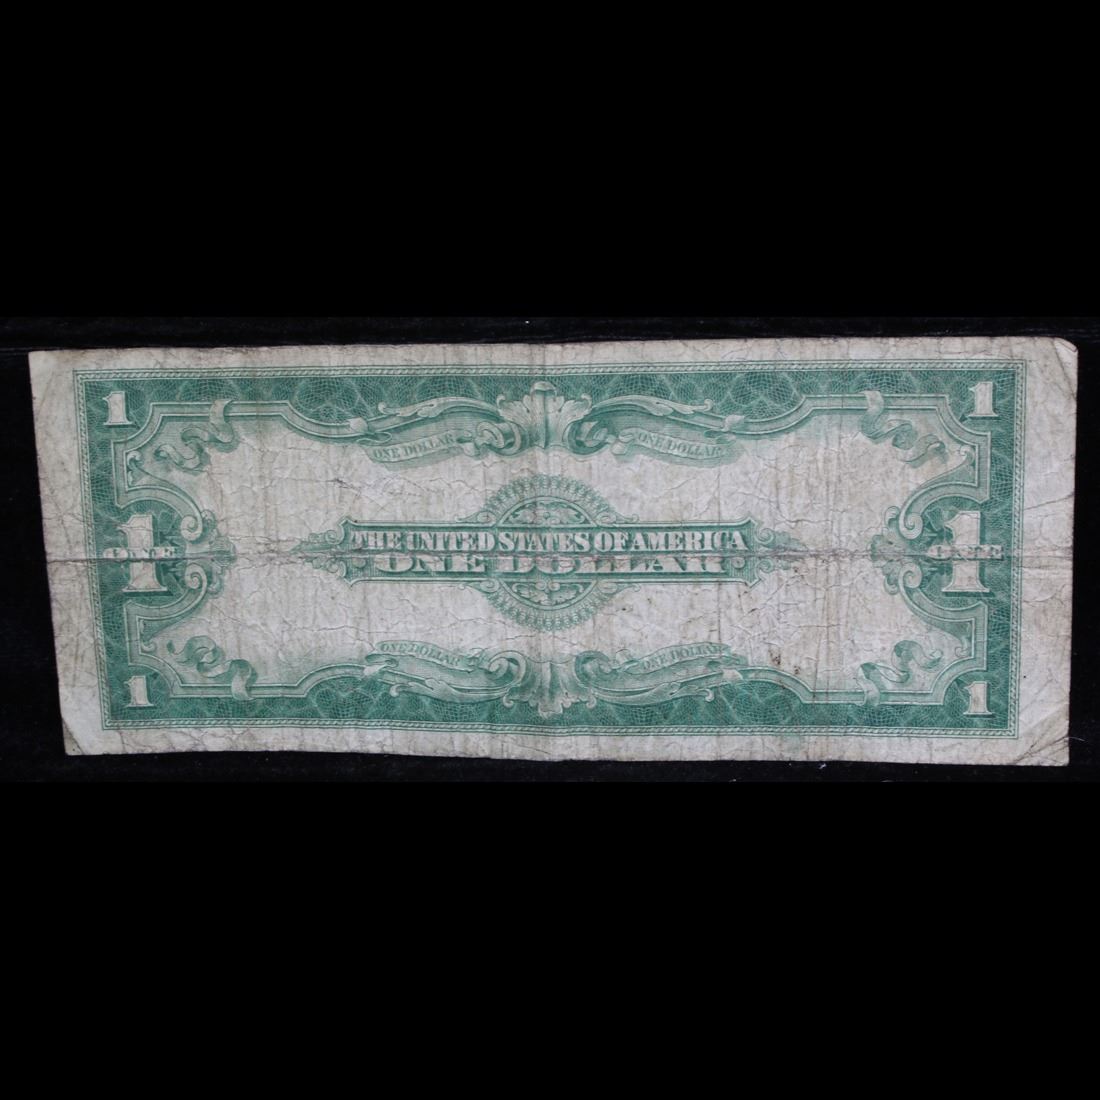 1 1
ONE DOLLAR ONE DOLLAR
1 1
ONE ONE
THE UNITED STATES OF AMERICA
ONE DOLLAR
ONE DOLLAR ONE DOLLAR
1 1